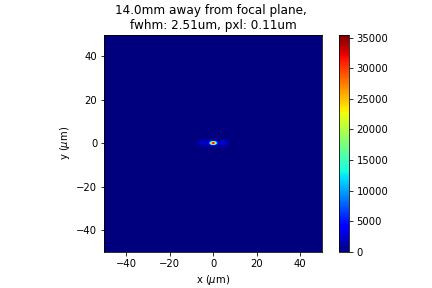 14.0mm away from focal plane,
fwhm: 2.51um, pxl: 0.11um
40
20
0
−20
−40
y (μm)
−40 −20 0 20 40
x (μm)
35000
30000
25000
20000
15000
10000
5000
0